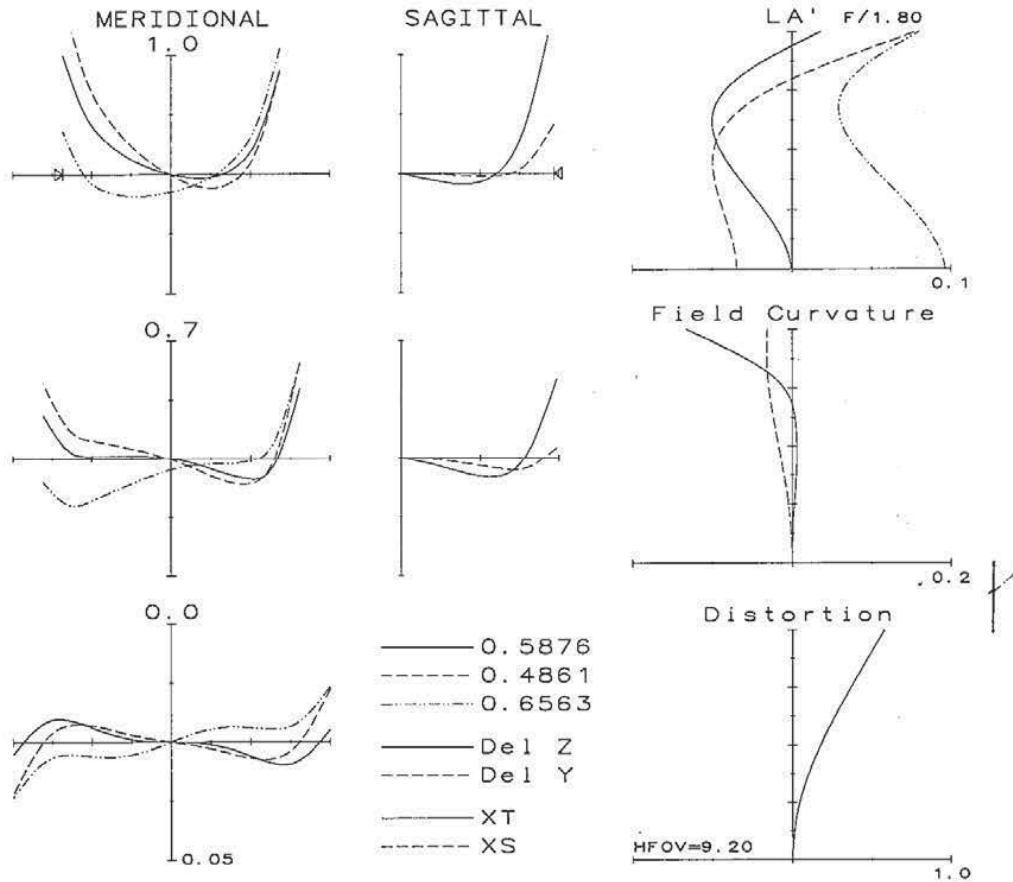 MERIDIONAL
1.0
SAGITTAL
LA' F/1.80
0.1
0.7
Field Curvature
0.2
0.0
0.05
0.5876
0.4861
0.6563
Del Z
Del Y
XT
XS
Distortion
HFOV=9.20
1.0